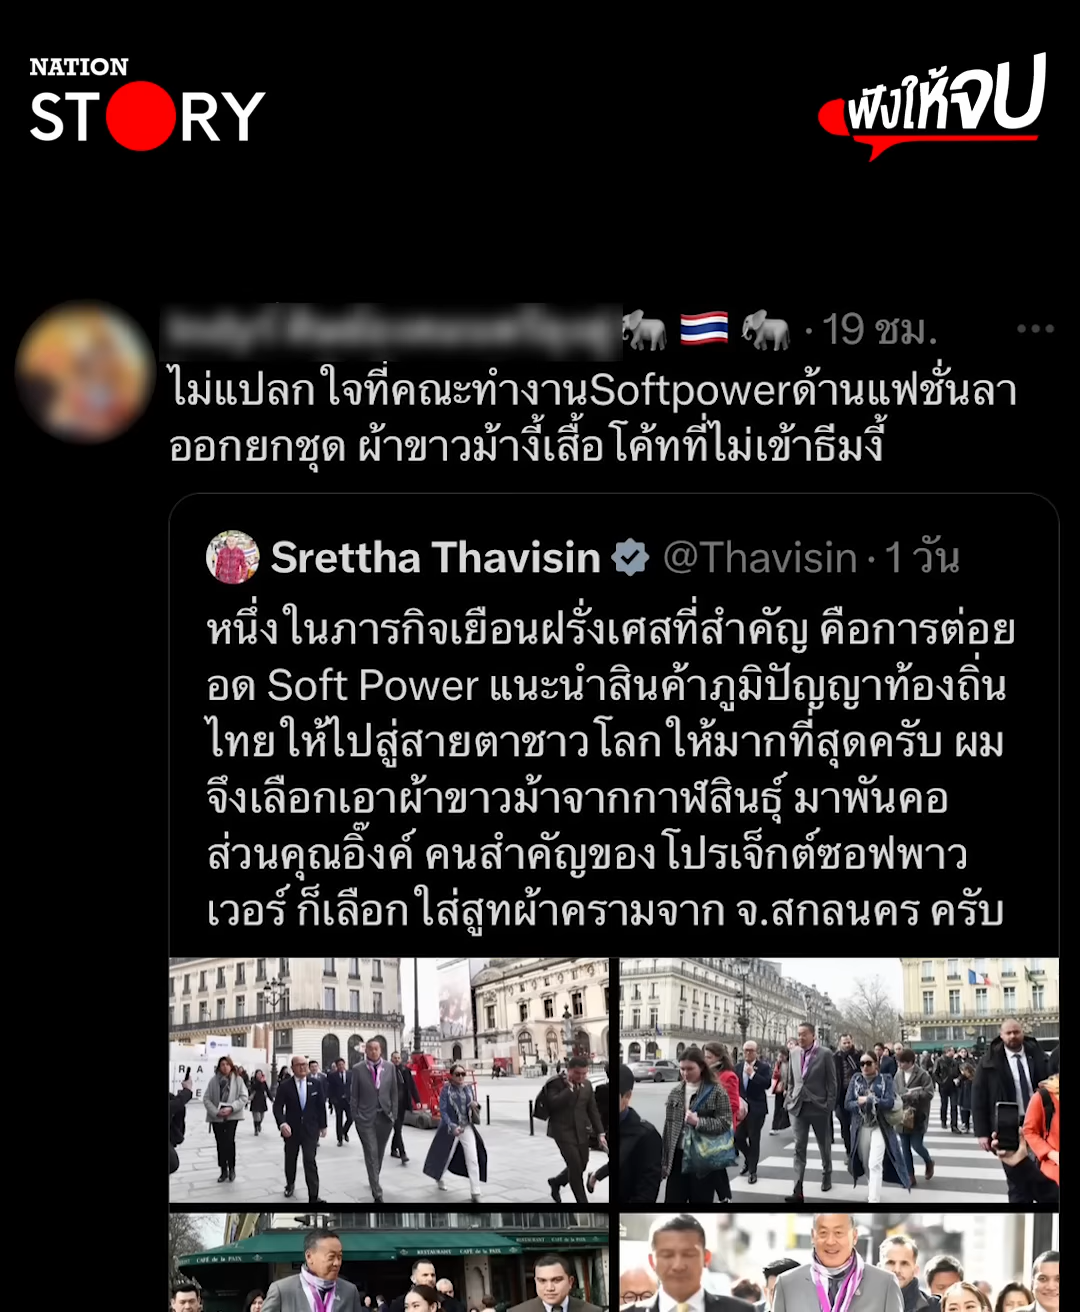 NATION
STORY
ฟังให้จบ
· 19 ชม.
ไม่แปลกใจที่คณะทำงานSoftpowerด้านแฟชั่นลา
ออกยกชุด ผ้าขาวม้างี้เสื้อโค้ทที่ไม่เข้าธีมงี้
Srettha Thavisin @Thavisin · 1 วัน
หนึ่งในภารกิจเยือนฝรั่งเศสที่สำคัญ คือการต่อย
อด Soft Power แนะนำสินค้าภูมิปัญญาท้องถิ่น
ไทยให้ไปสู่สายตาชาวโลกให้มากที่สุดครับ ผม
จึงเลือกเอาผ้าขาวม้าจากกาฬสินธุ์ มาพันคอ
ส่วนคุณอิ๊งค์ คนสำคัญของโปรเจ็กต์ซอฟพาว
เวอร์ ก็เลือกใส่สูทผ้าครามจาก จ.สกลนคร ครับ
CAFÉ de la PAIX
RESTAURANT
CAFÉ de la PAIX